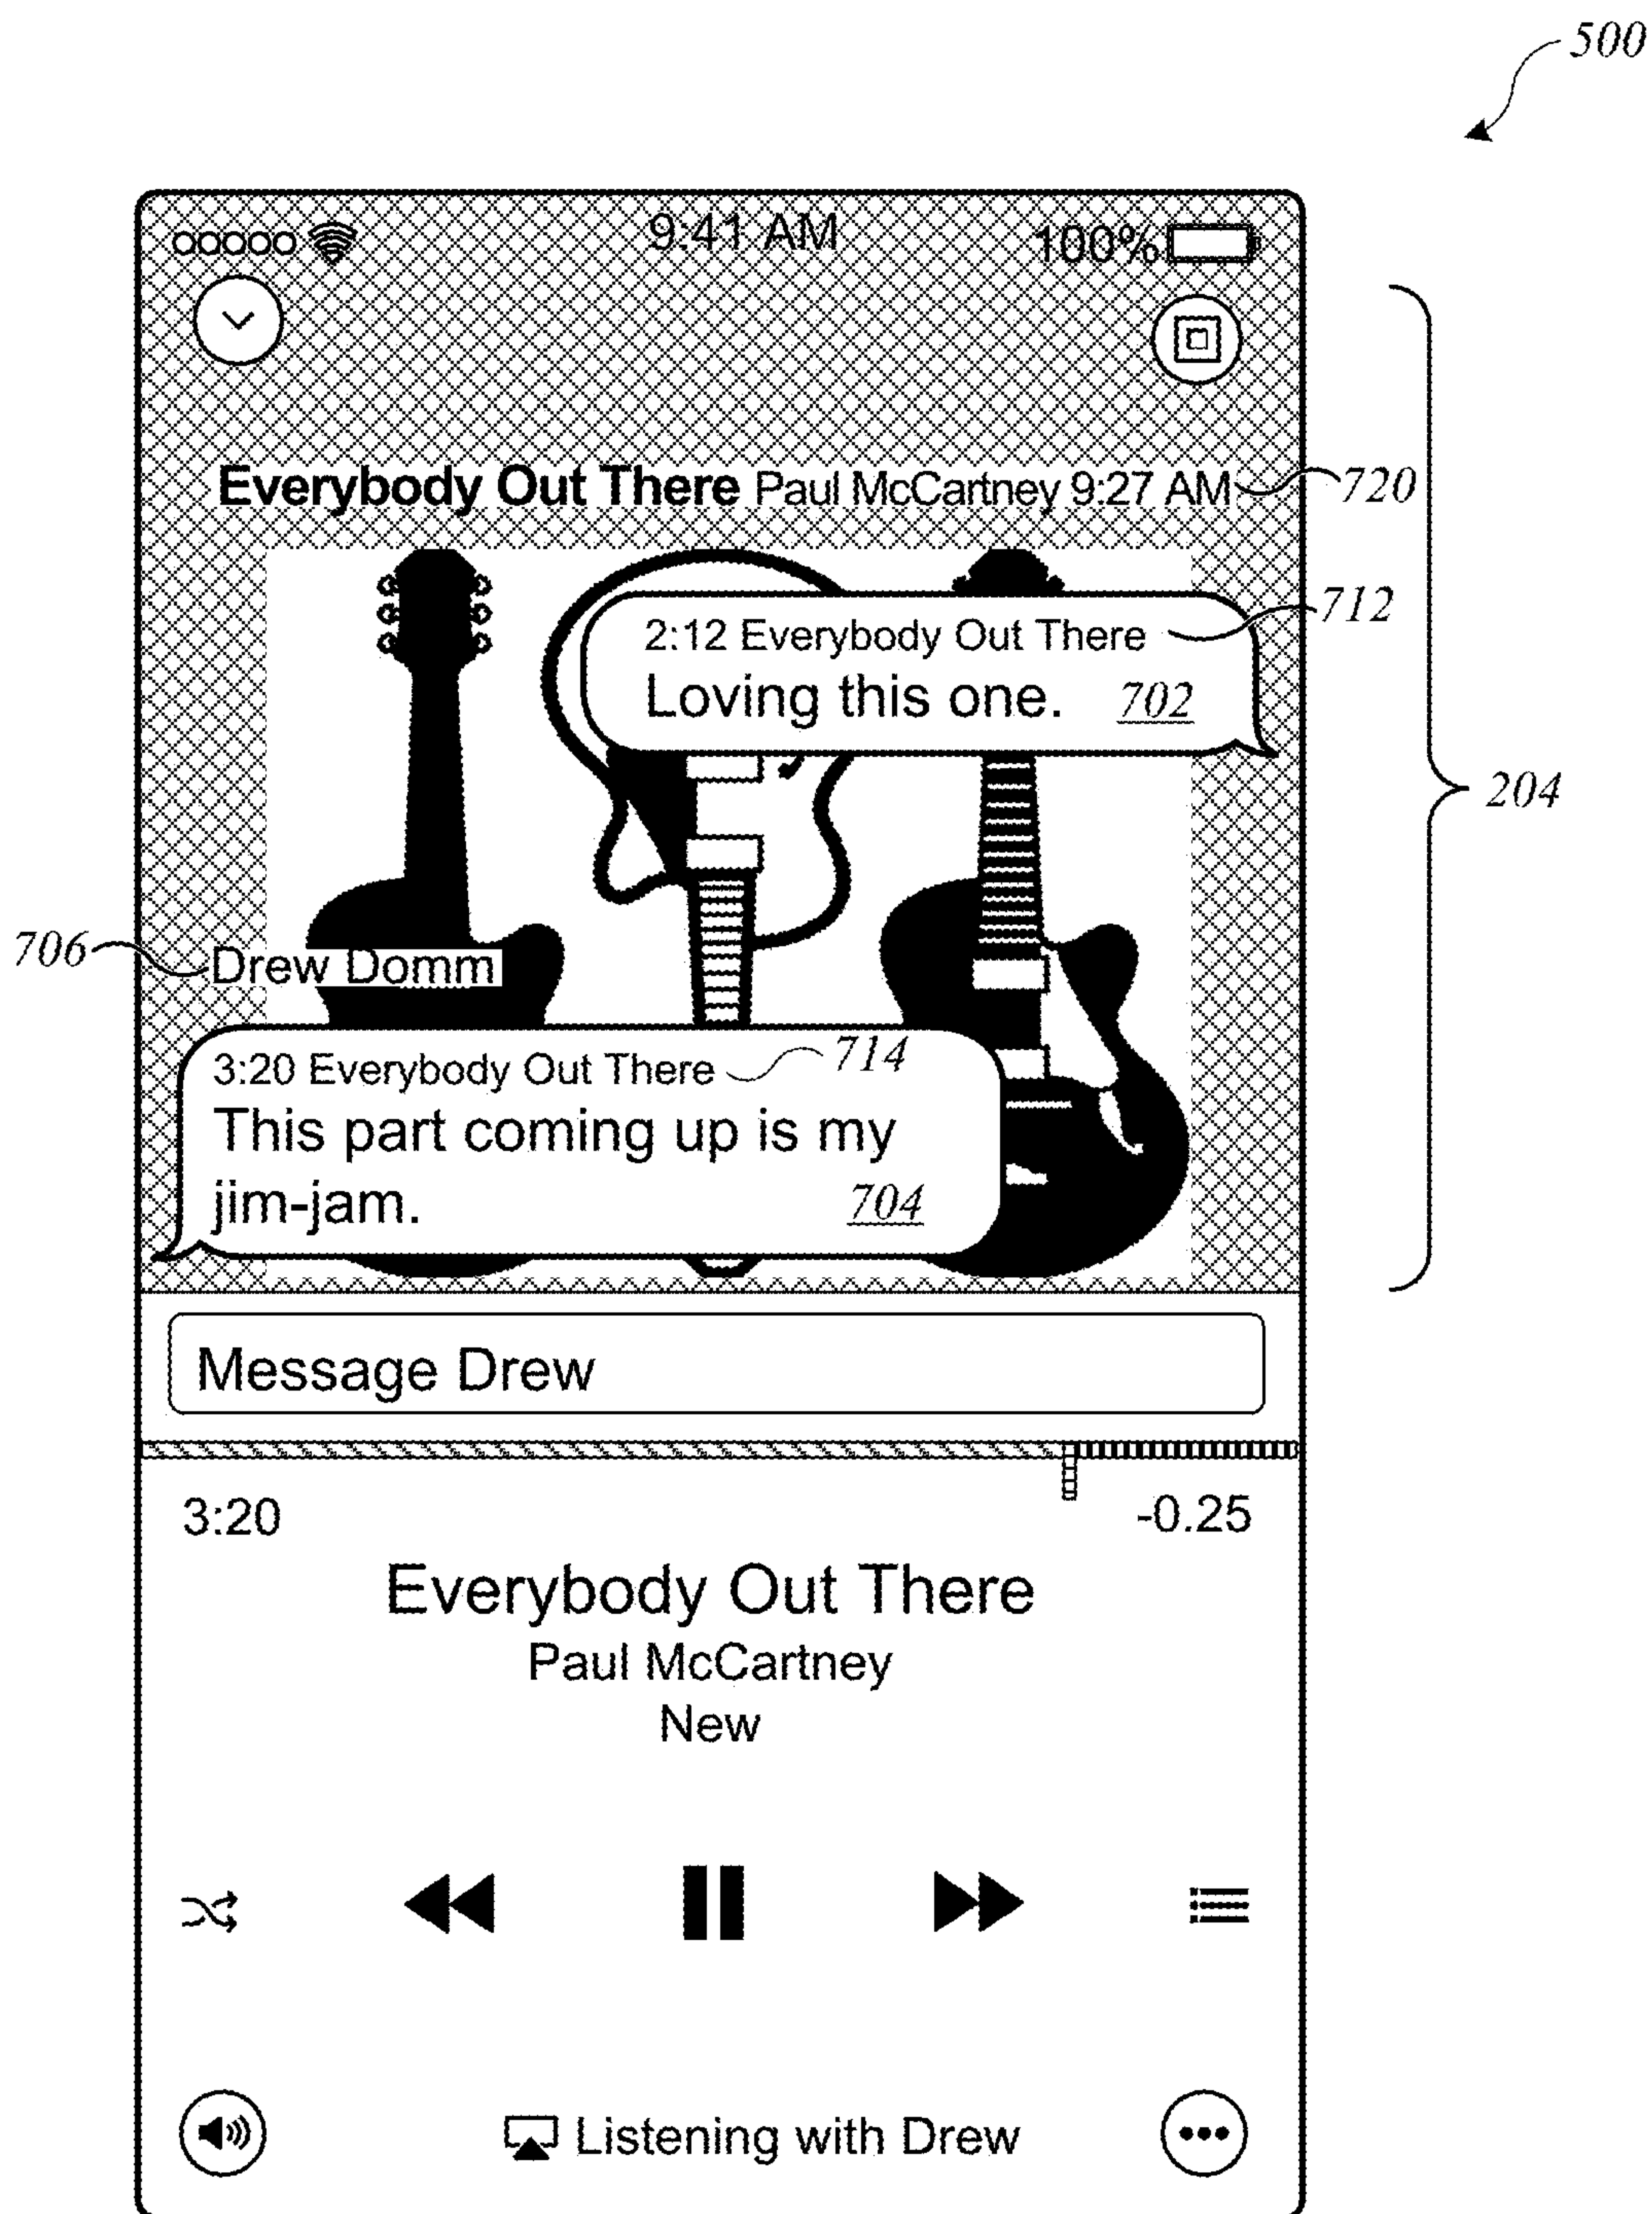 500
9:41 AM 100%
Everybody Out There Paul McCartney 9:27 AM 720
2:12 Everybody Out There 712
Loving this one. 702
204
706 Drew Domm
3:20 Everybody Out There 714
This part coming up is my
jim-jam. 704
Message Drew
3:20 -0.25
Everybody Out There
Paul McCartney
New
Listening with Drew